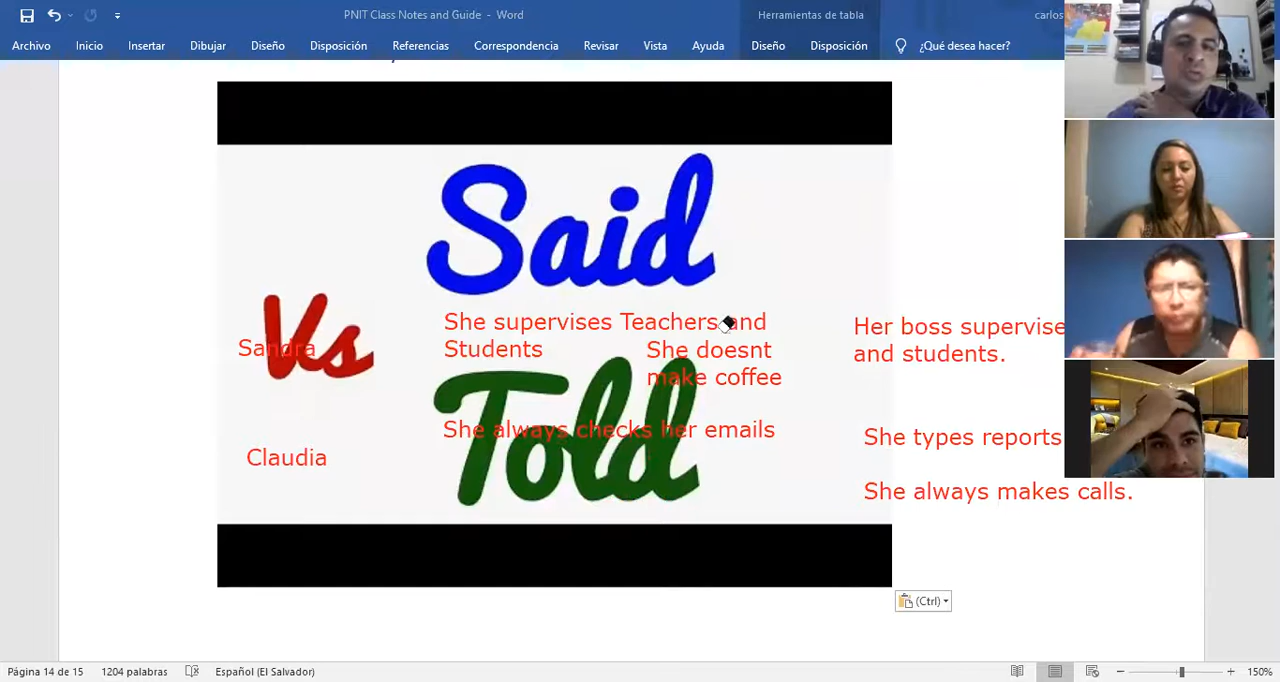 PNIT Class Notes and Guide - Word
Herramientas de tabla
carlos
Archivo
Inicio
Insertar
Dibujar
Diseño
Disposición
Referencias
Correspondencia
Revisar
Vista
Ayuda
Diseño
Disposición
¿Qué desea hacer?
Said
Vs
Told
Sandra
Claudia
She supervises Teachers and
Students
She doesnt
make coffee
She always checks her emails
Her boss supervise
and students.
She types reports
She always makes calls.
(Ctrl)
Página 14 de 15
1204 palabras
Español (El Salvador)
150%